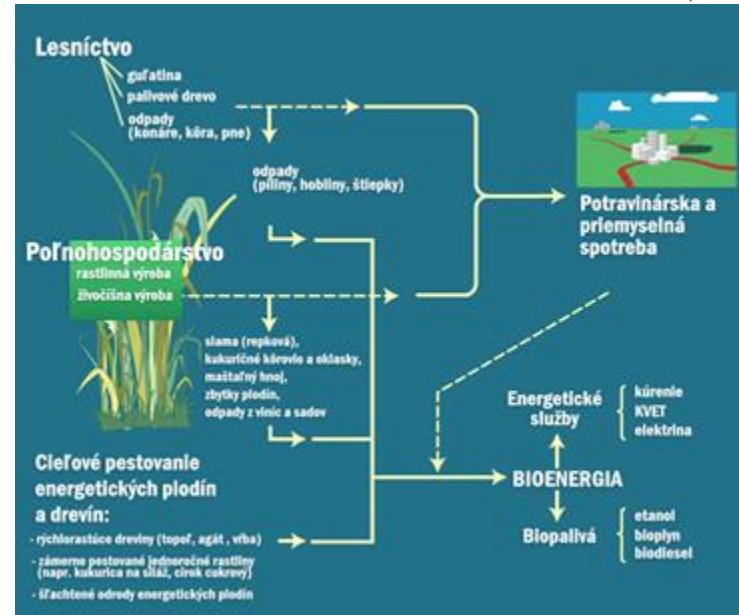 Lesníctvo
guľatina
palivové drevo
odpady
(konáre, kôra, pne)
odpady
(piliny, hobliny, štiepky)
Potravinárska a
priemyselná
spotreba
Poľnohospodárstvo
rastlinná výroba
živočíšna výroba
slama (repková),
kukuričné kôrovie a oklasky,
maštaľný hnoj,
zbytky plodín,
odpady z viníc a sadov
Energetické
služby
kúrenie
KVET
elektrina
BIOENERGIA
Biopalivá
etanol
bioplyn
biodiesel
Cieľové pestovanie
energetických plodín
a drevín:
- rýchlorastúce dreviny (topoľ, agát , vŕba)
- zámerne pestované jednoročné rastliny
(napr, kukurica na siláž, cirok cukrový)
- šľachtené odrody energetických plodín